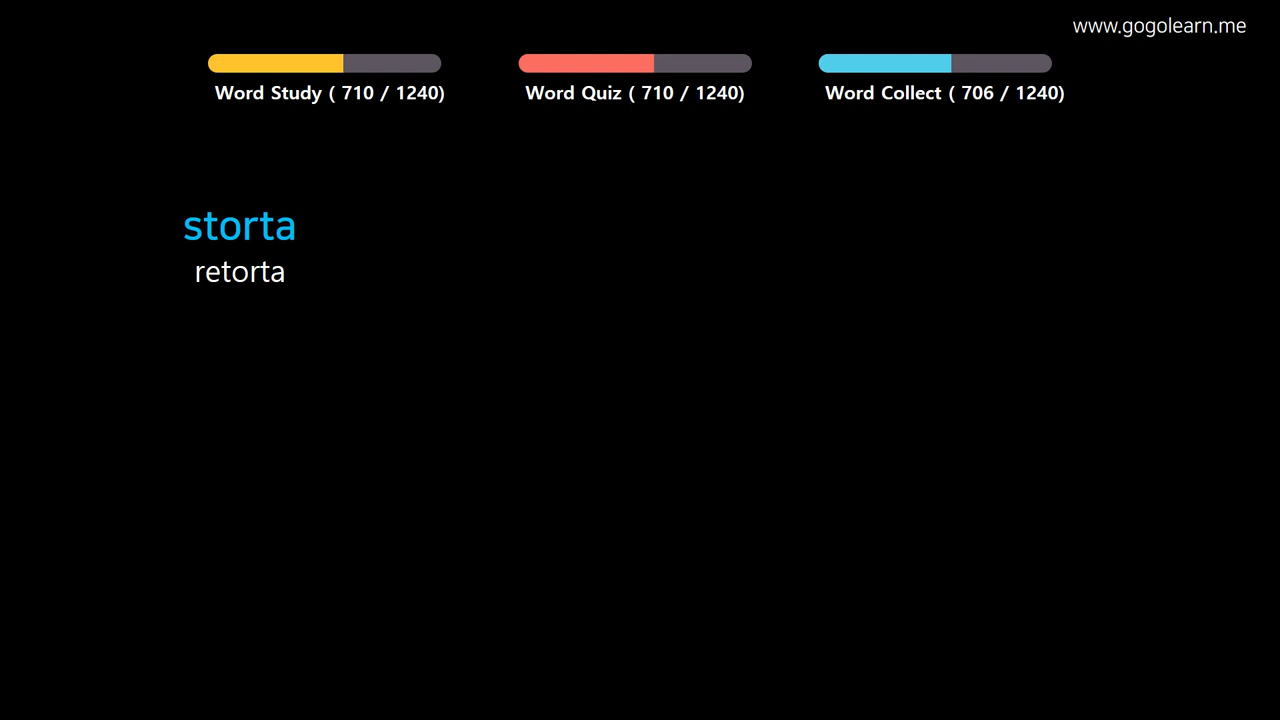 www.gogolearn.me
Word Study ( 710 / 1240)
Word Quiz ( 710 / 1240)
Word Collect ( 706 / 1240)
storta
retorta